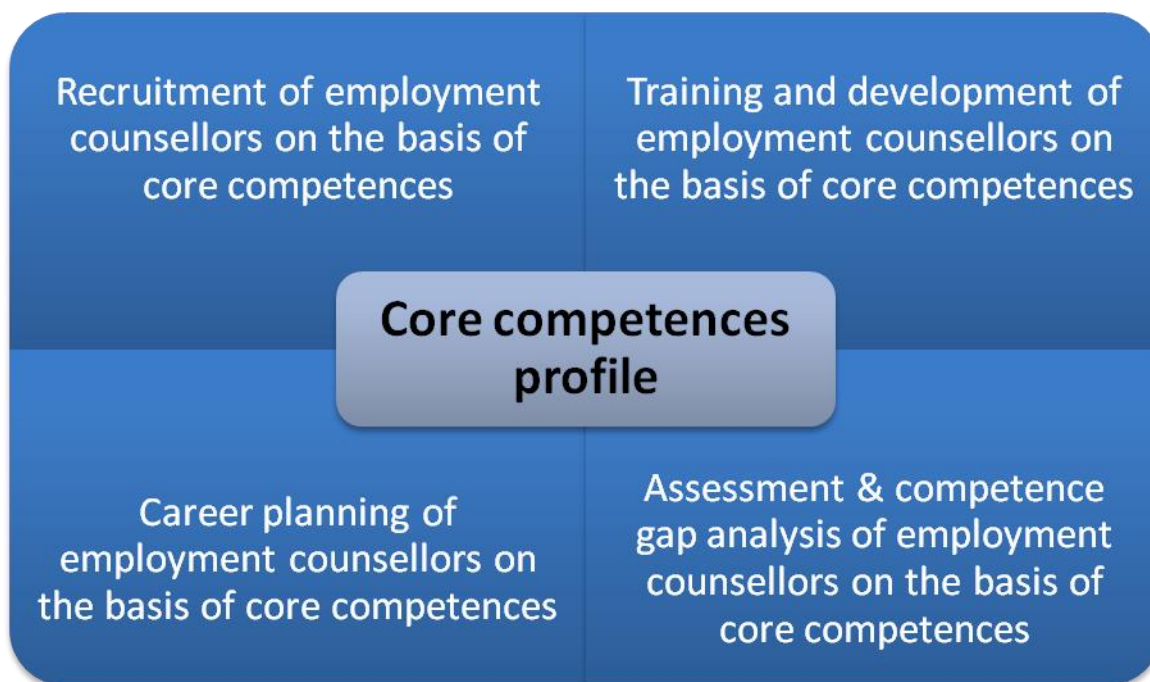 Recruitment of employment
counsellors on the basis of
core competences
Training and development of
employment counsellors on
the basis of core competences
Core competences
profile
Career planning of
employment counsellors on
the basis of core competences
Assessment & competence
gap analysis of employment
counsellors on the basis of
core competences